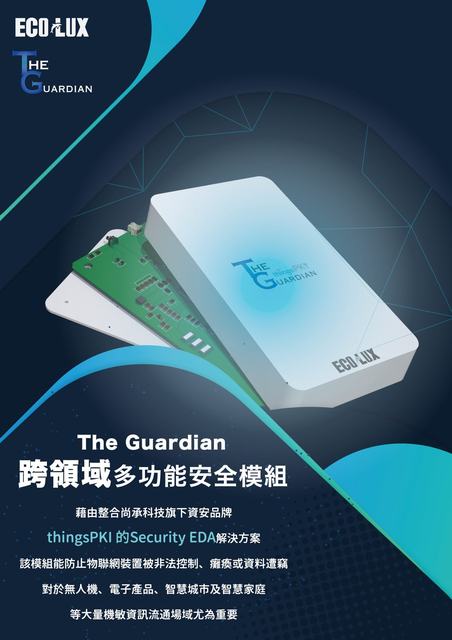 ECOLUX
THE
GUARDIAN
THE
thingsPKI
GUARDIAN
ECOLUX
The Guardian
跨領域多功能安全模組
藉由整合尚承科技旗下資安品牌
thingsPKI 的Security EDA解決方案
該模組能防止物聯網裝置被非法控制、癱瘓或資料遭竊
對於無人機、電子產品、智慧城市及智慧家庭
等大量機敏資訊流通場域尤為重要